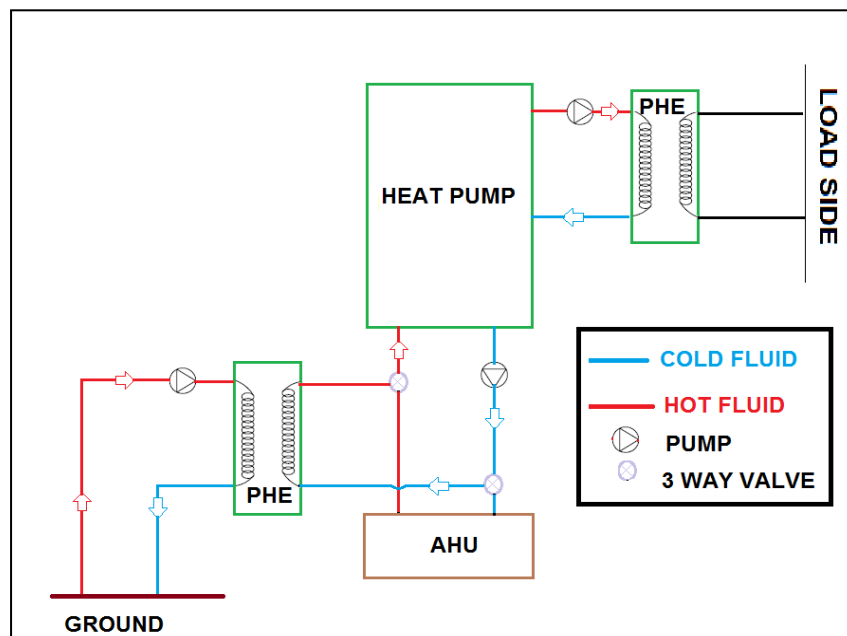 PHE
LOAD SIDE
HEAT PUMP
COLD FLUID
HOT FLUID
PUMP
3 WAY VALVE
PHE
AHU
GROUND